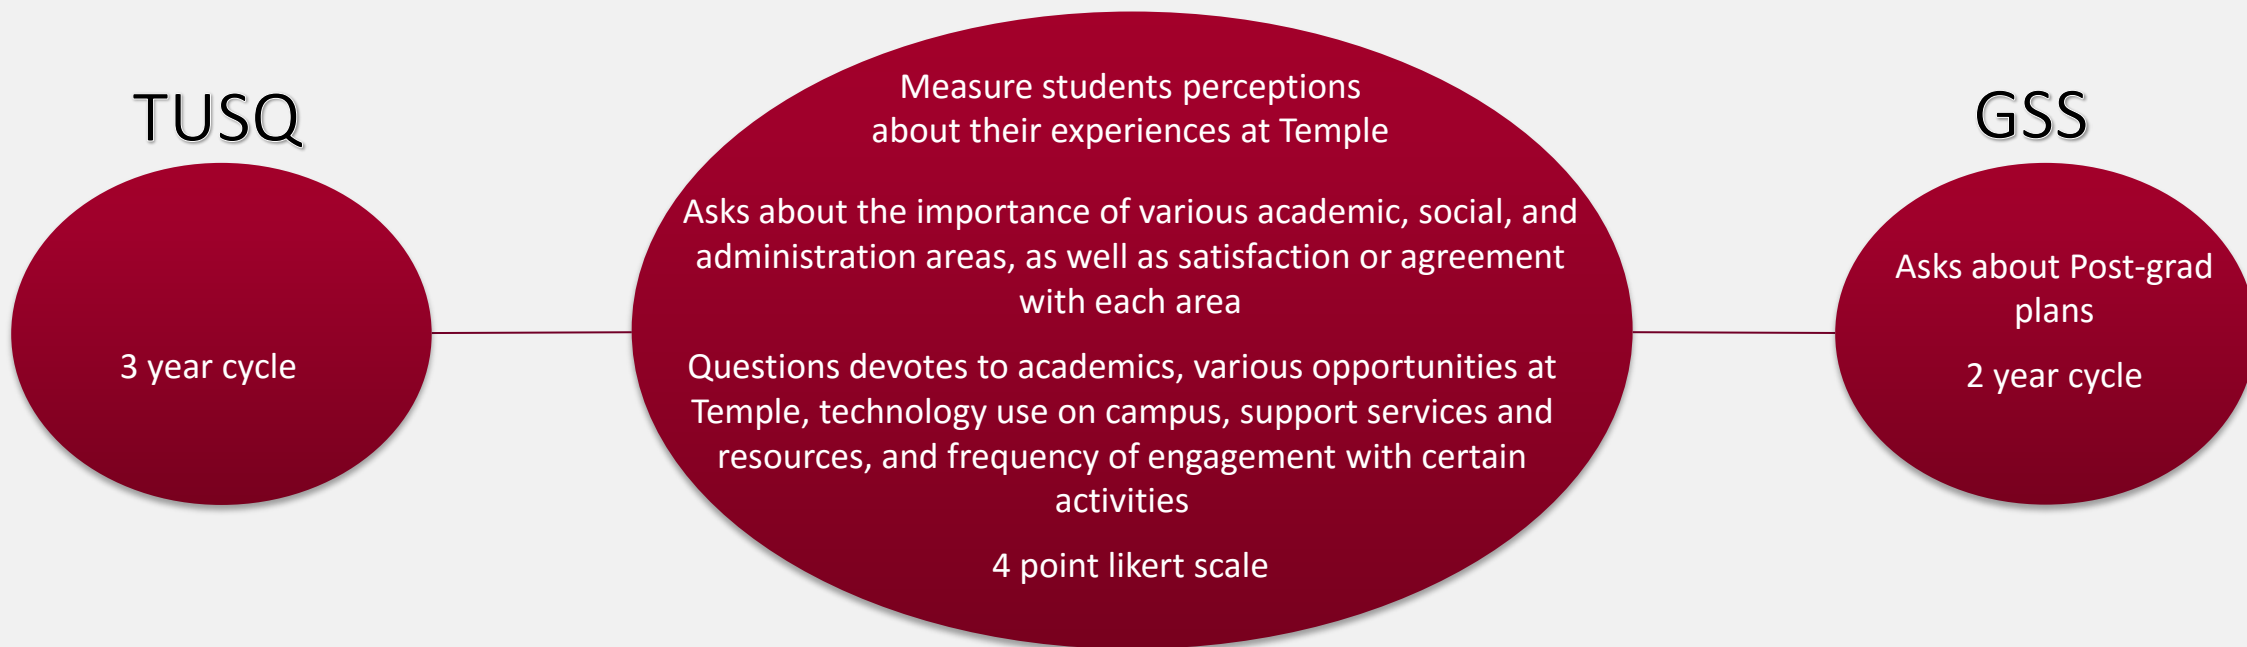 TUSQ
3 year cycle
Measure students perceptions
about their experiences at Temple
Asks about the importance of various academic, social, and
administration areas, as well as satisfaction or agreement
with each area
Questions devotes to academics, various opportunities at
Temple, technology use on campus, support services and
resources, and frequency of engagement with certain
activities
4 point likert scale
GSS
Asks about Post-grad
plans
2 year cycle